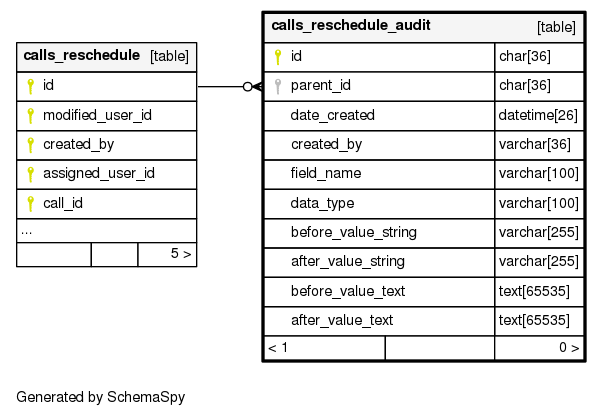 calls_reschedule [table]
id
modified_user_id
created_by
assigned_user_id
call_id
...
5 >
calls_reschedule_audit [table]
id char[36]
parent_id char[36]
date_created datetime[26]
created_by varchar[36]
field_name varchar[100]
data_type varchar[100]
before_value_string varchar[255]
after_value_string varchar[255]
before_value_text text[65535]
after_value_text text[65535]
< 1 0 >
Generated by SchemaSpy